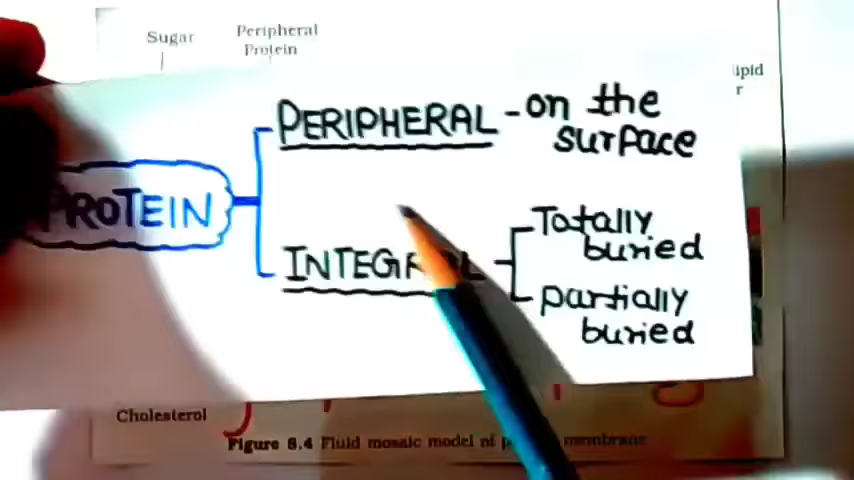 Sugar
Peripheral
Protein
PERIPHERAL - on the
surface
PROTEIN
INTEGRAL
Totally
buried
partially
buried
Cholesterol
Figure 8.4 Fluid mosaic model of membrane